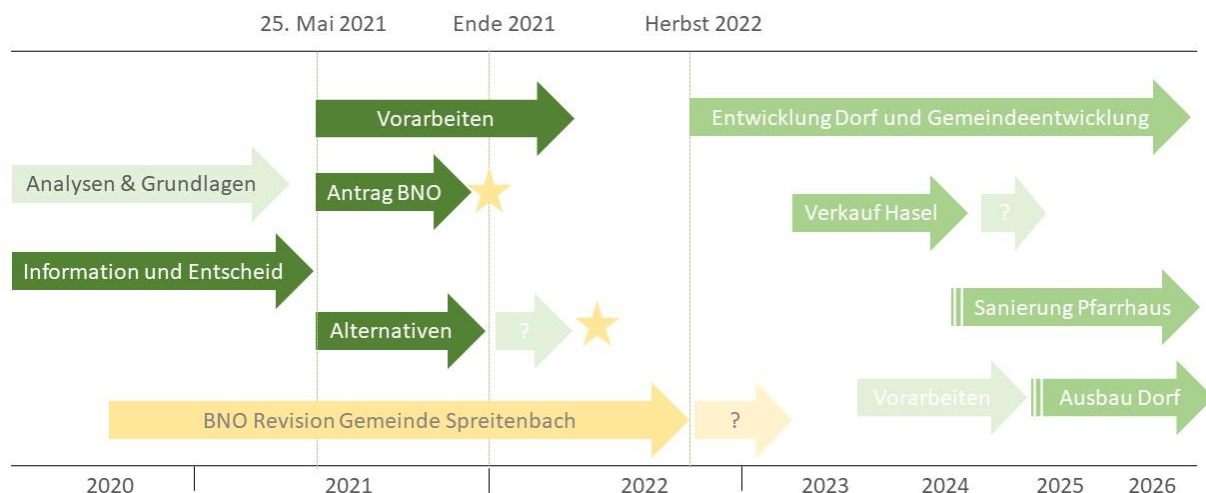 25. Mai 2021
Ende 2021
Herbst 2022
Vorarbeiten
Entwicklung Dorf und Gemeindeentwicklung
Analysen & Grundlagen
Antrag BNO
Verkauf Hasel
?
Information und Entscheid
Sanierung Pfarrhaus
Alternativen
?
Vorarbeiten
Ausbau Dorf
BNO Revision Gemeinde Spreitenbach
?
2020
2021
2022
2023
2024
2025
2026